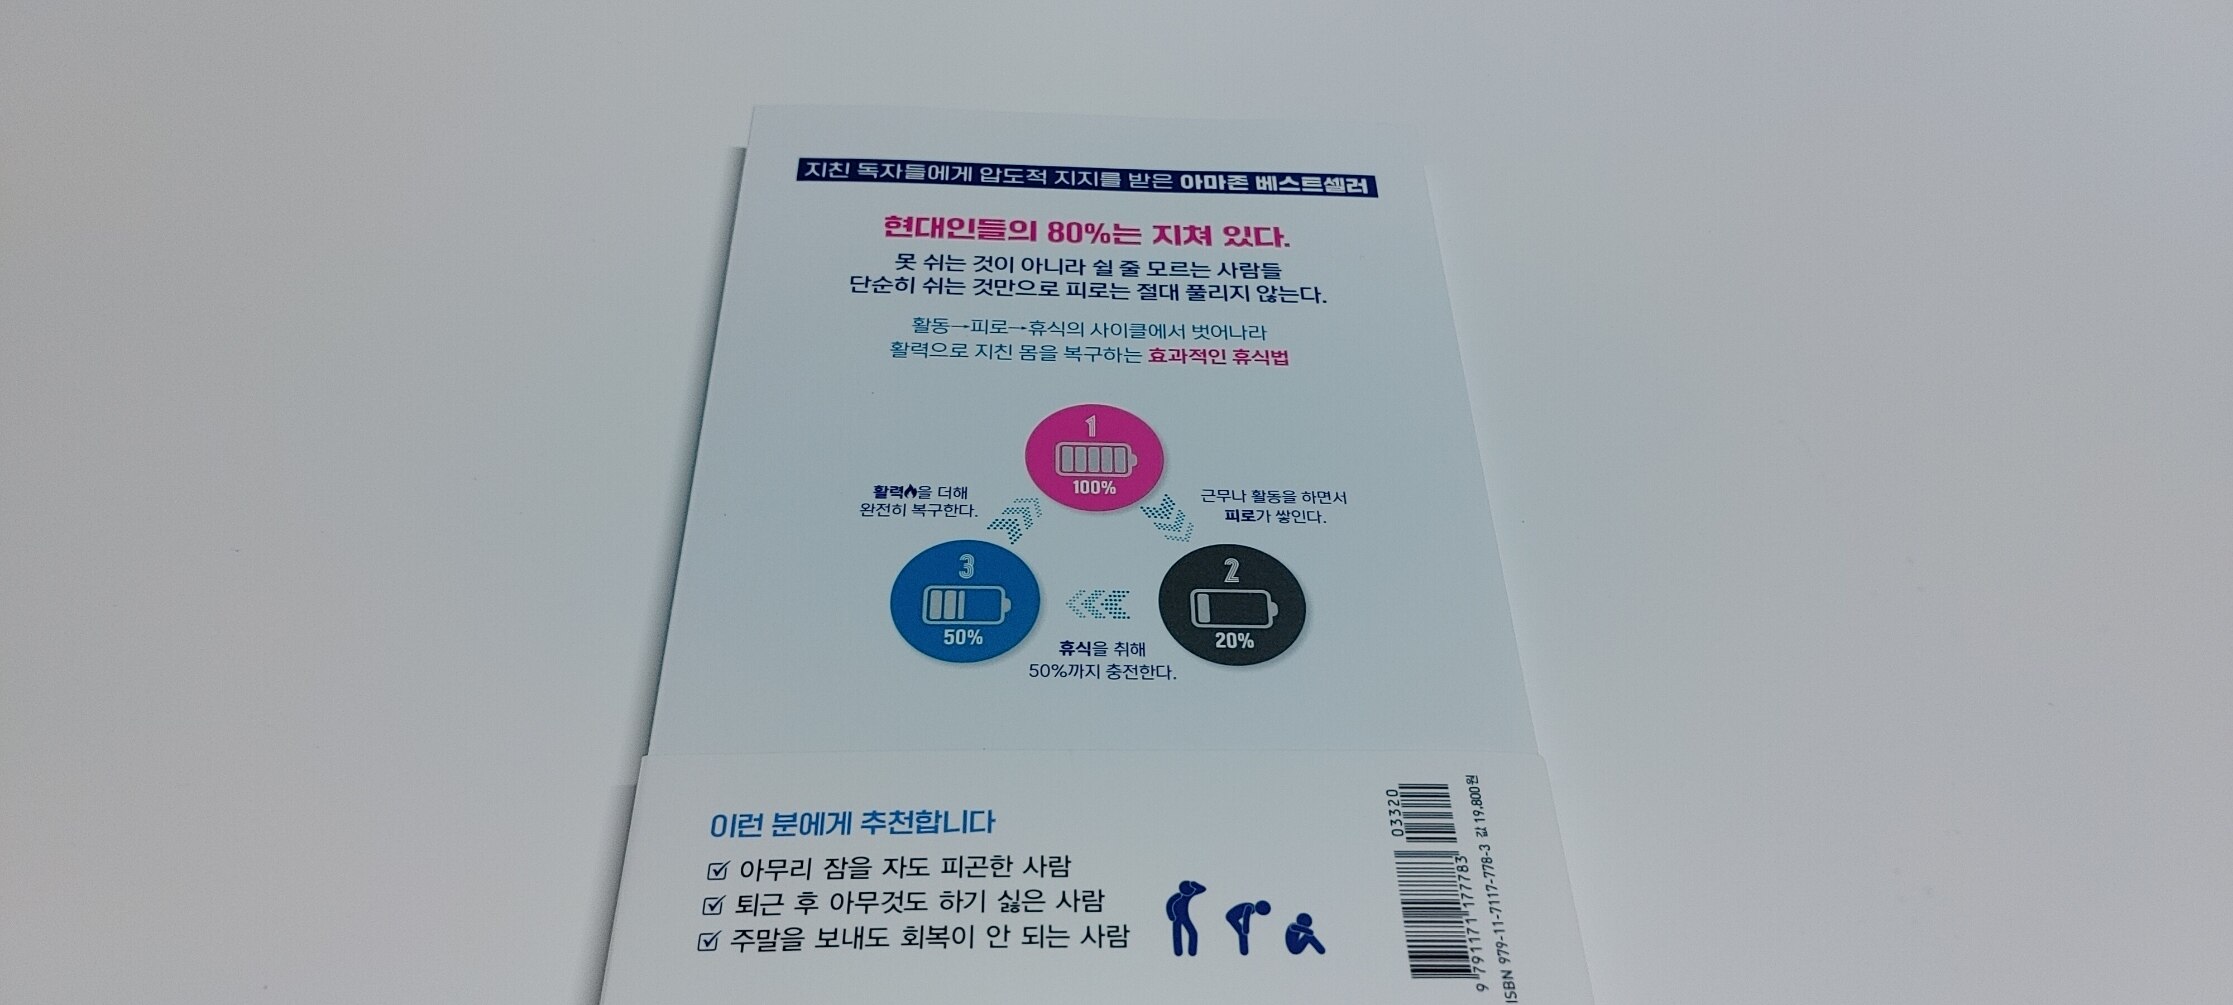 지친 독자들에게 압도적 지지를 받은 아마존 베스트셀러
현대인들의 80%는 지쳐 있다.
못 쉬는 것이 아니라 쉴 줄 모르는 사람들
단순히 쉬는 것만으로 피로는 절대 풀리지 않는다.
활동→피로→휴식의 사이클에서 벗어나라
활력으로 지친 몸을 복구하는 효과적인 휴식법
1
100%
활력을 더해
완전히 복구한다.
근무나 활동을 하면서
피로가 쌓인다.
3
50%
2
20%
휴식을 취해
50%까지 충전한다.
이런 분에게 추천합니다
아무리 잠을 자도 피곤한 사람
퇴근 후 아무것도 하기 싫은 사람
주말을 보내도 회복이 안 되는 사람
03320
9 791171 177783
ISBN 979-11-7117-778-3 값 19,800원